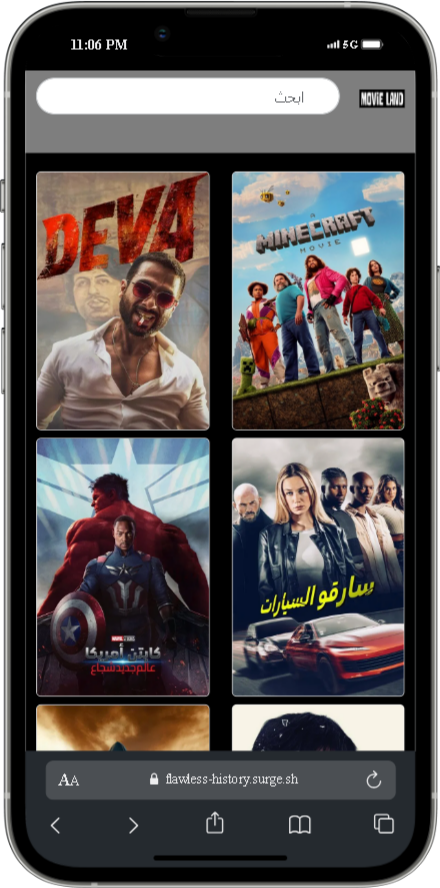 11:06 PM
5G
ابحث
MOVIE LAND
DEVA
A
MINECRAFT
MOVIE
MARVEL STUDIOS
كابتن أمريكا
عالم جديد شجاع
سارقو السيارات
AA
flawless-history.surge.sh